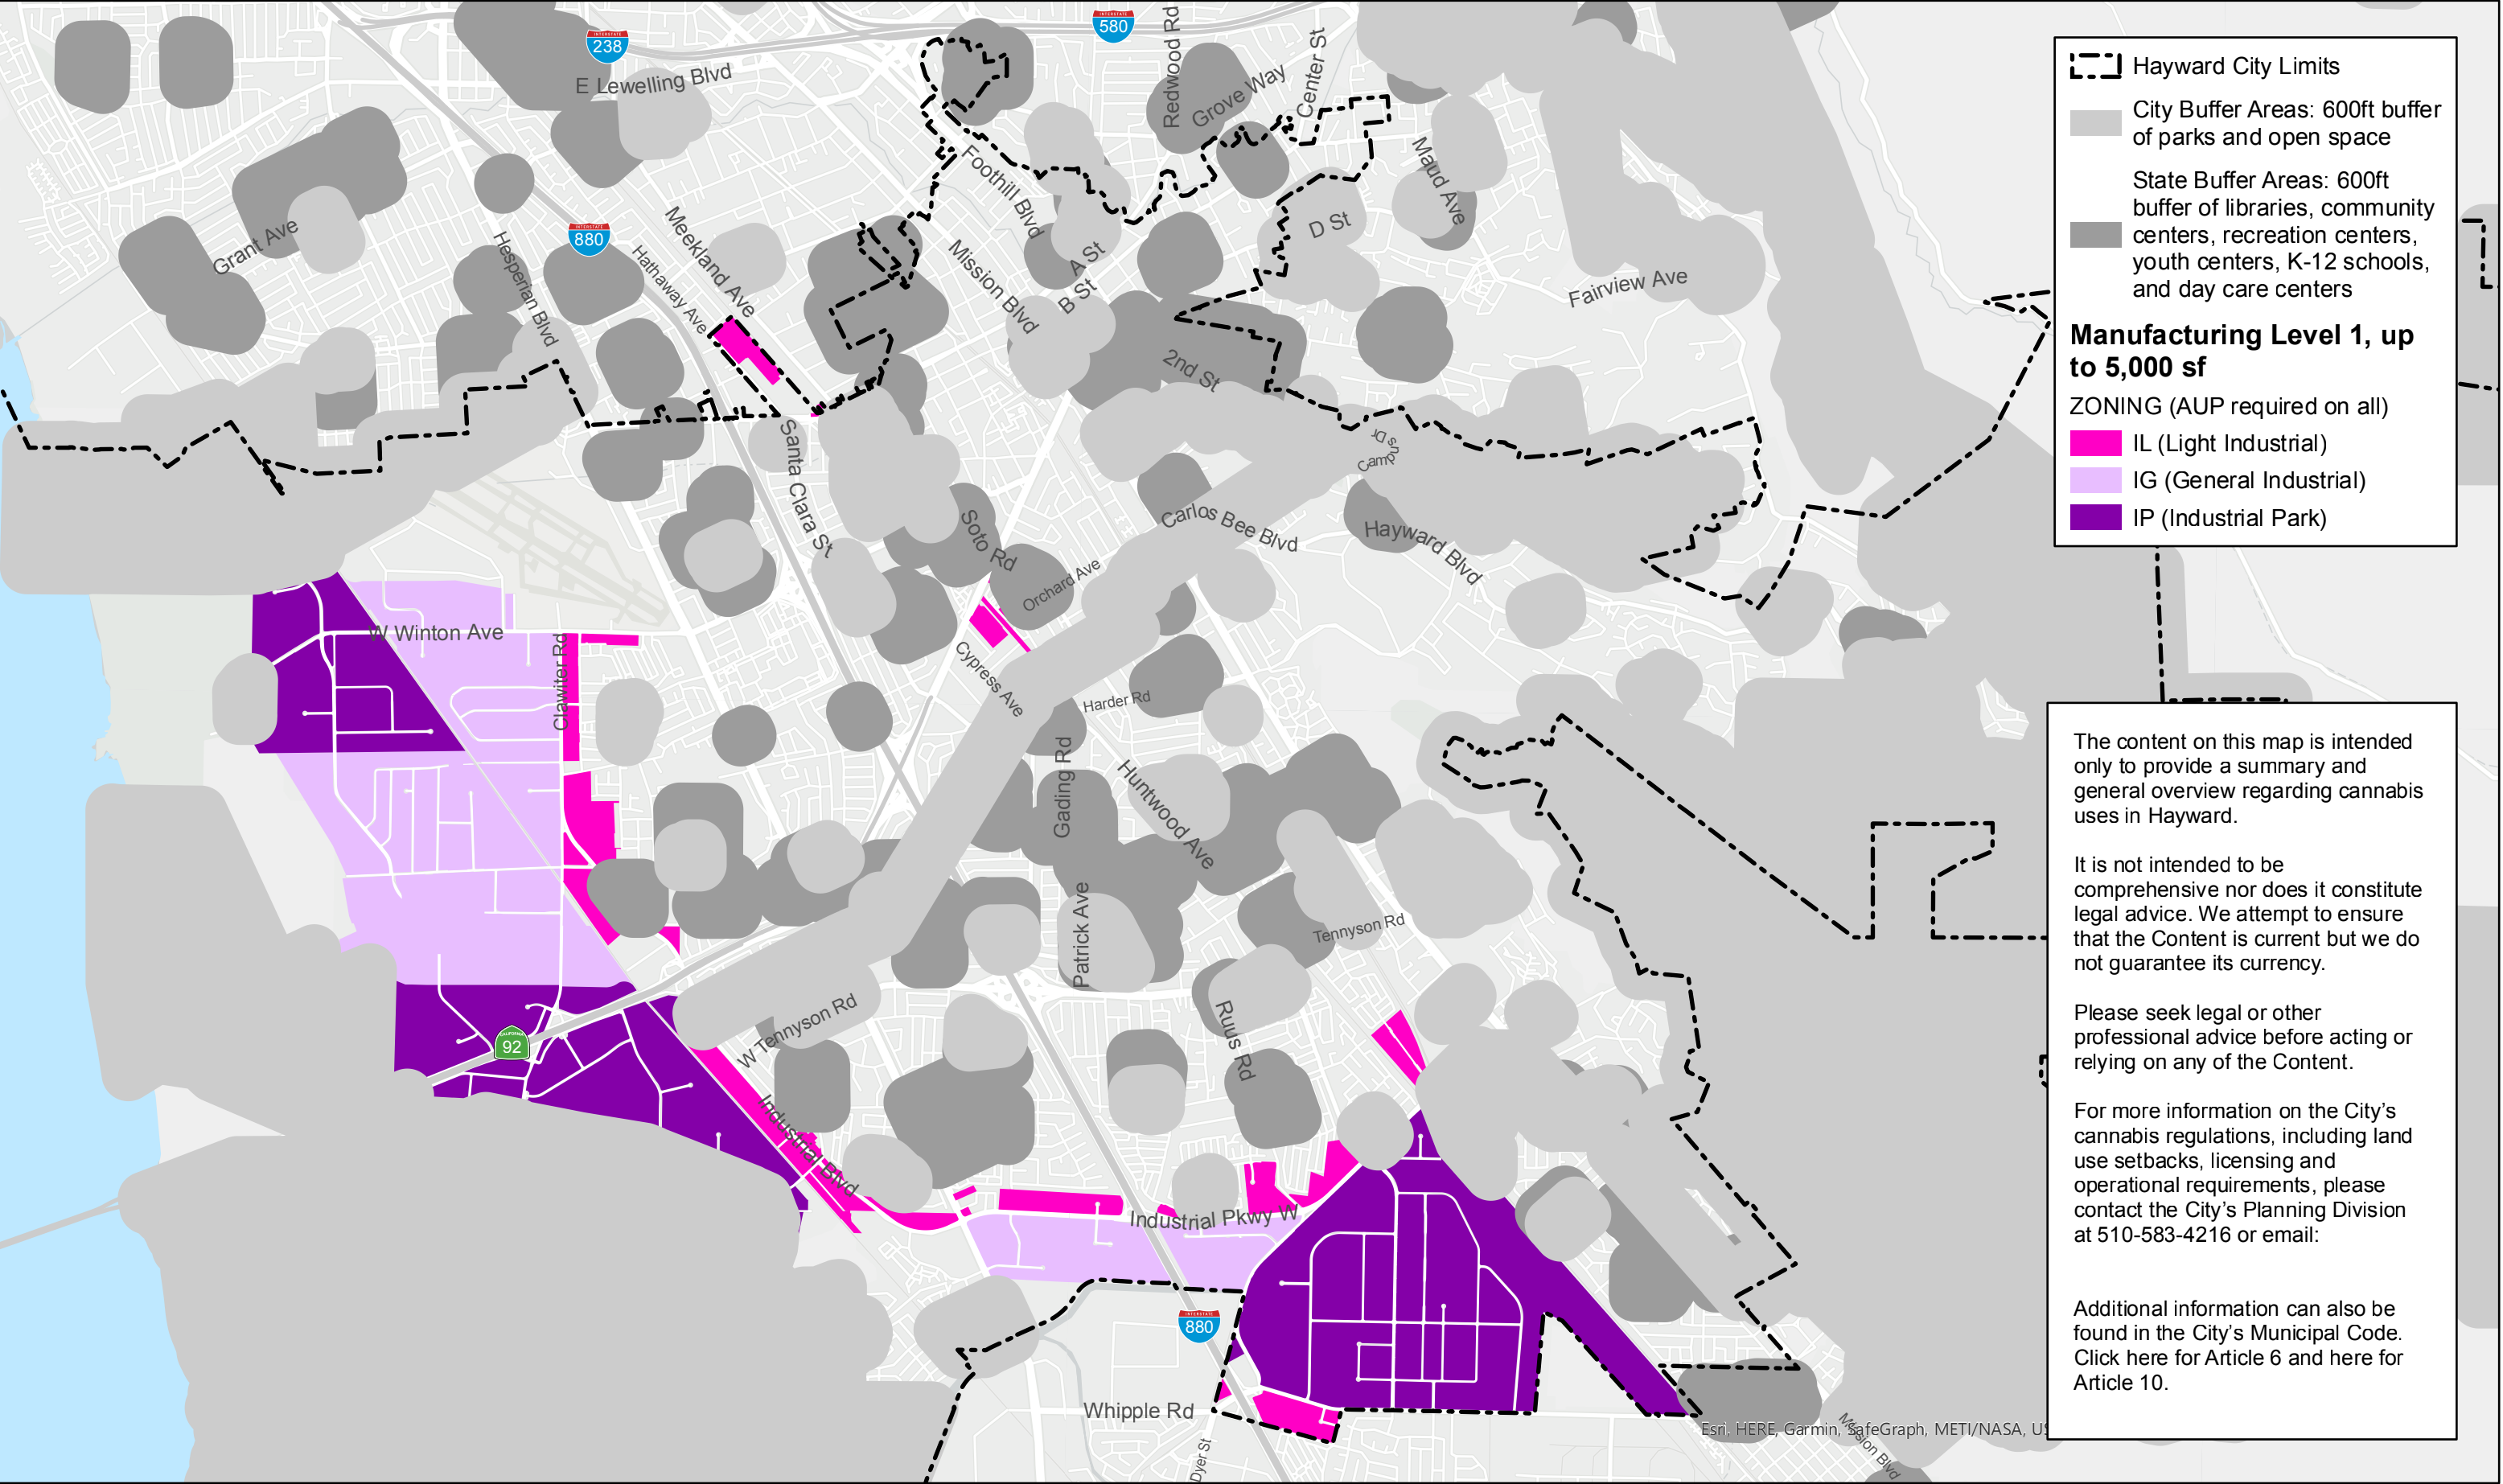 INTERSTATE
238
INTERSTATE
580
E Lewelling Blvd
Redwood Rd
Grove Way
Center St
Foothill Blvd
Maud Ave
Grant Ave
INTERSTATE
880
Hesperian Blvd
Hathaway Ave
Meekland Ave
Mission Blvd
A St
B St
D St
Fairview Ave
2nd St
Campus Dr
Santa Clara St
Soto Rd
Orchard Ave
Carlos Bee Blvd
Hayward Blvd
W Winton Ave
Clawiter Rd
Cypress Ave
Harder Rd
Gading Rd
Huntwood Ave
Patrick Ave
Tennyson Rd
W Tennyson Rd
Ruus Rd
CALIFORNIA
92
Industrial Blvd
Industrial Pkwy W
INTERSTATE
880
Whipple Rd
Dyer St
Mission Blvd
Esri, HERE, Garmin, SafeGraph, METI/NASA,
Hayward City Limits
City Buffer Areas: 600ft buffer
of parks and open space
State Buffer Areas: 600ft
buffer of libraries, community
centers, recreation centers,
youth centers, K-12 schools,
and day care centers
Manufacturing Level 1, up
to 5,000 sf
ZONING (AUP required on all)
IL (Light Industrial)
IG (General Industrial)
IP (Industrial Park)
The content on this map is intended
only to provide a summary and
general overview regarding cannabis
uses in Hayward.
It is not intended to be
comprehensive nor does it constitute
legal advice. We attempt to ensure
that the Content is current but we do
not guarantee its currency.
Please seek legal or other
professional advice before acting or
relying on any of the Content.
For more information on the City’s
cannabis regulations, including land
use setbacks, licensing and
operational requirements, please
contact the City’s Planning Division
at 510-583-4216 or email:
Additional information can also be
found in the City’s Municipal Code.
Click here for Article 6 and here for
Article 10.